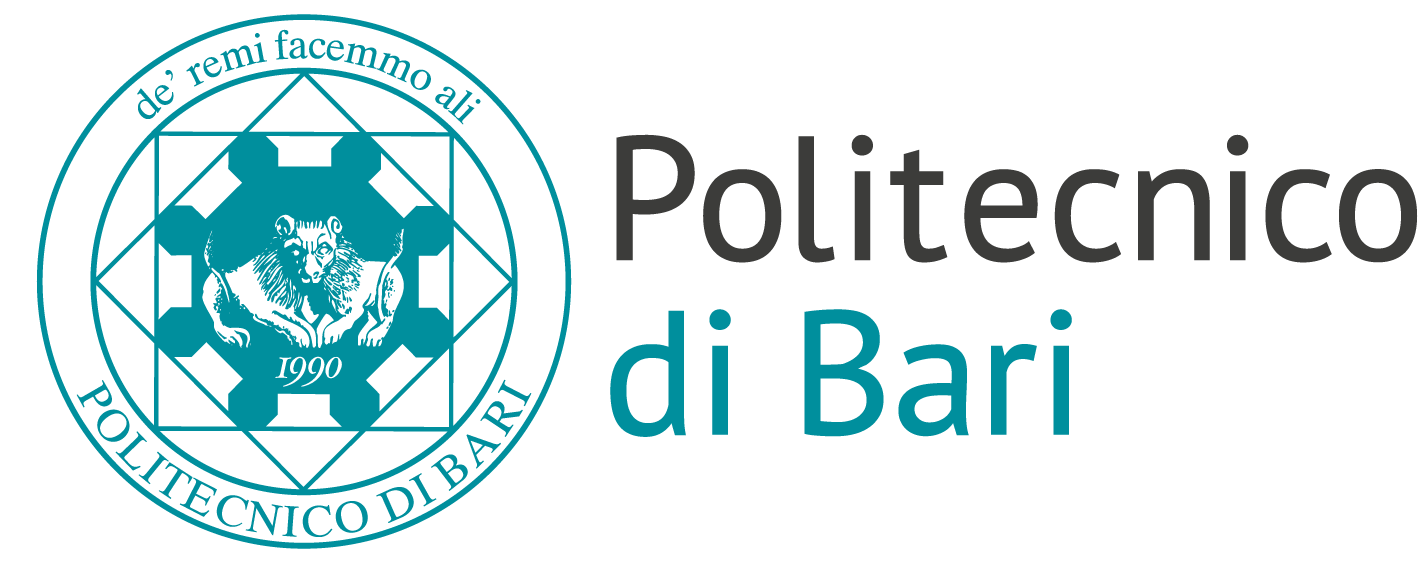 de’ remi facemmo ali
1990
POLITECNICO DI BARI
Politecnico
di Bari